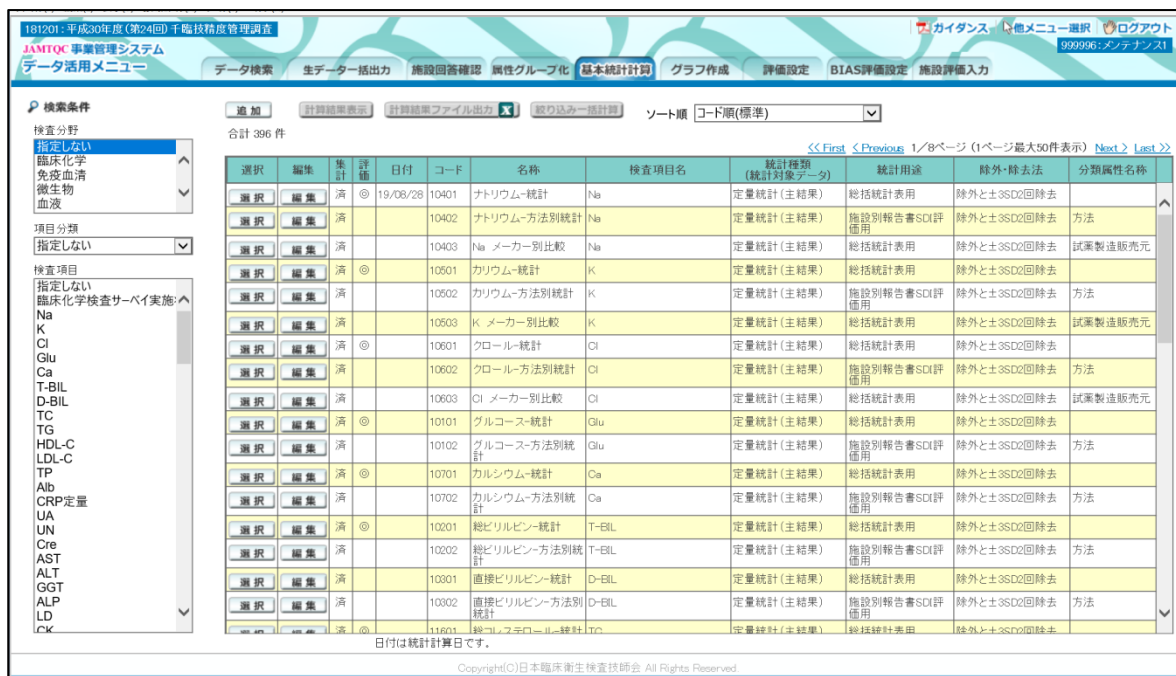 181201:平成30年度(第24回)千臨技精度管理調査
ガイダンス 他メニュー選択 ログアウト
JAMTQC 事業管理システム
999996:メンテナンス1
データ活用メニュー
データ検索 生データ一括出力 施設回答確認 属性グループ化 基本統計計算 グラフ作成 評価設定 BIAS評価設定 施設評価入力
検索条件
検査分野
指定しない
臨床化学
免疫血清
微生物
血液
項目分類
指定しない
検査項目
指定しない
臨床化学検査サーベイ実施
Na
K
Cl
Glu
Ca
T-BIL
D-BIL
TC
TG
HDL-C
LDL-C
TP
Alb
CRP定量
UA
UN
Cre
AST
ALT
GGT
ALP
LD
CK
追加 計算結果表示 計算結果ファイル出力 絞り込み一括計算 ソート順 コード順(標準)
合計 396 件
<< First < Previous 1/8ページ (1ページ最大50件表示) Next > Last >>
選択 編集 集計 評価 日付 コード 名称 検査項目名 統計種類(統計対象データ) 統計用途 除外・除去法 分類属性名称
選択 編集 済 ◎ 19/08/28 10401 ナトリウム-統計 Na 定量統計(主結果) 総括統計表用 除外と±3SD2回除去
選択 編集 済 10402 ナトリウム-方法別統計 Na 定量統計(主結果) 施設別報告書SDI評価用 除外と±3SD2回除去 方法
選択 編集 済 10403 Na メーカー別比較 Na 定量統計(主結果) 総括統計表用 除外と±3SD2回除去 試薬製造販売元
選択 編集 済 ◎ 10501 カリウム-統計 K 定量統計(主結果) 総括統計表用 除外と±3SD2回除去
選択 編集 済 10502 カリウム-方法別統計 K 定量統計(主結果) 施設別報告書SDI評価用 除外と±3SD2回除去 方法
選択 編集 済 10503 K メーカー別比較 K 定量統計(主結果) 総括統計表用 除外と±3SD2回除去 試薬製造販売元
選択 編集 済 ◎ 10601 クロール-統計 Cl 定量統計(主結果) 総括統計表用 除外と±3SD2回除去
選択 編集 済 10602 クロール-方法別統計 Cl 定量統計(主結果) 施設別報告書SDI評価用 除外と±3SD2回除去 方法
選択 編集 済 10603 Cl メーカー別比較 Cl 定量統計(主結果) 総括統計表用 除外と±3SD2回除去 試薬製造販売元
選択 編集 済 ◎ 10101 グルコース-統計 Glu 定量統計(主結果) 総括統計表用 除外と±3SD2回除去
選択 編集 済 10102 グルコース-方法別統計 Glu 定量統計(主結果) 施設別報告書SDI評価用 除外と±3SD2回除去 方法
選択 編集 済 ◎ 10701 カルシウム-統計 Ca 定量統計(主結果) 総括統計表用 除外と±3SD2回除去
選択 編集 済 10702 カルシウム-方法別統計 Ca 定量統計(主結果) 施設別報告書SDI評価用 除外と±3SD2回除去 方法
選択 編集 済 ◎ 10201 総ビリルビン-統計 T-BIL 定量統計(主結果) 総括統計表用 除外と±3SD2回除去
選択 編集 済 10202 総ビリルビン-方法別統計 T-BIL 定量統計(主結果) 施設別報告書SDI評価用 除外と±3SD2回除去 方法
選択 編集 済 10301 直接ビリルビン-統計 D-BIL 定量統計(主結果) 総括統計表用 除外と±3SD2回除去
選択 編集 済 10302 直接ビリルビン-方法別統計 D-BIL 定量統計(主結果) 施設別報告書SDI評価用 除外と±3SD2回除去 方法
選択 編集 済 ◎ 11601 総コレステロール-統計 TC 定量統計(主結果) 総括統計表用 除外と±3SD2回除去
日付は統計計算日です。
Copyright(C)日本臨床衛生検査技師会 All Rights Reserved.